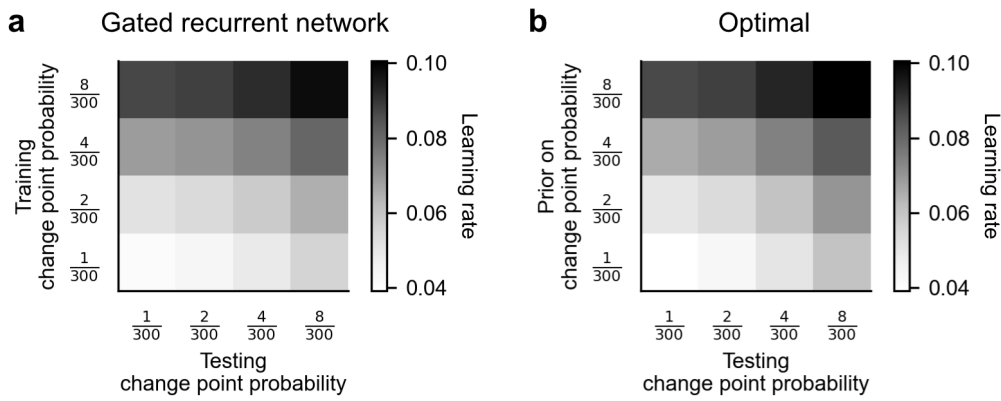 a Gated recurrent network
Training
change point probability
8/300
4/300
2/300
1/300
1/300 2/300 4/300 8/300
Testing
change point probability
0.10
0.08
0.06
0.04
Learning rate
b Optimal
Prior on
change point probability
8/300
4/300
2/300
1/300
1/300 2/300 4/300 8/300
Testing
change point probability
0.10
0.08
0.06
0.04
Learning rate